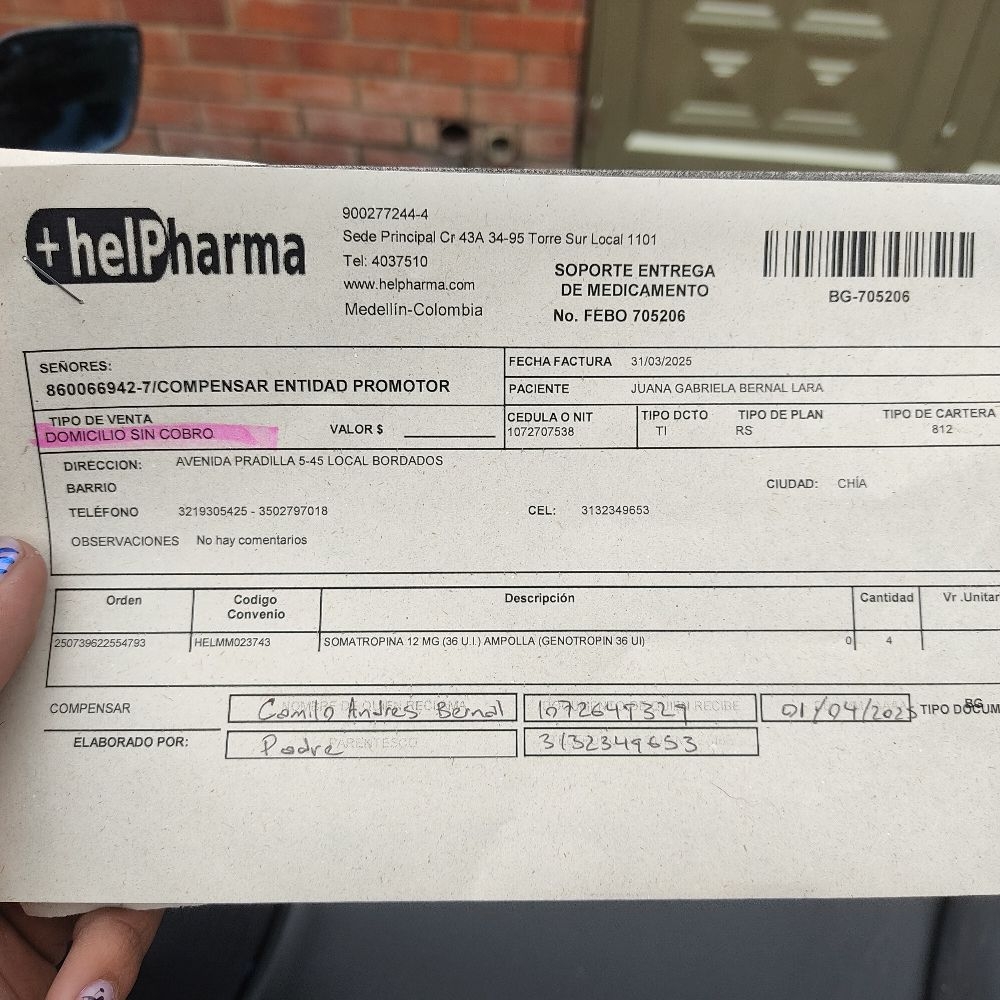 +helPharma
900277244-4
Sede Principal Cr 43A 34-95 Torre Sur Local 1101
Tel: 4037510
www.helpharma.com
Medellín-Colombia
SOPORTE ENTREGA
DE MEDICAMENTO
No. FEBO 705206
BG-705206
SEÑORES:
860066942-7/COMPENSAR ENTIDAD PROMOTOR
FECHA FACTURA 31/03/2025
PACIENTE JUANA GABRIELA BERNAL LARA
TIPO DE VENTA
DOMICILIO SIN COBRO
VALOR $
CEDULA O NIT
1072707538
TIPO DCTO
TI
TIPO DE PLAN
RS
TIPO DE CARTERA
812
DIRECCION: AVENIDA PRADILLA 5-45 LOCAL BORDADOS
BARRIO
CIUDAD: CHÍA
TELÉFONO 3219305425 - 3502797018
CEL: 3132349653
OBSERVACIONES No hay comentarios
Orden Codigo Convenio Descripción Cantidad Vr .Unitar
250739622554793 HELMM023743 SOMATROPINA 12 MG (36 U.I.) AMPOLLA (GENOTROPIN 36 UI) 0 4
COMPENSAR
Camilo Andres Bernal
01/04/2025
BG
TIPO DOCUM
ELABORADO POR:
PARENTESCO
Padre
3132349653